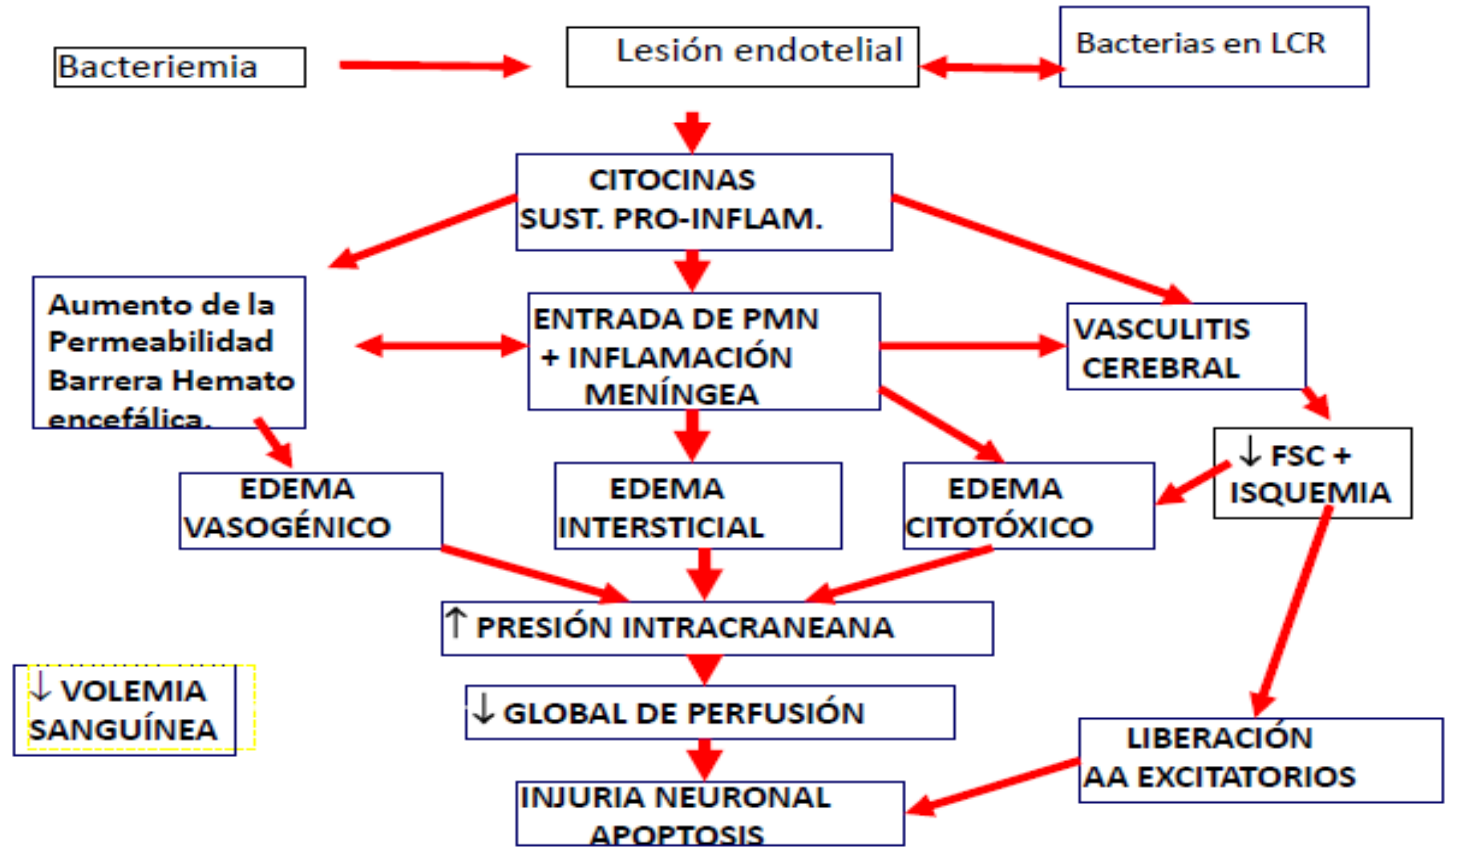 Bacteriemia
Lesión endotelial
Bacterias en LCR
CITOCINAS
SUST. PRO-INFLAM.
Aumento de la
Permeabilidad
Barrera Hemato
encefálica.
ENTRADA DE PMN
+ INFLAMACIÓN
MENÍNGEA
VASCULITIS
CEREBRAL
↓ FSC +
ISQUEMIA
EDEMA
VASOGÉNICO
EDEMA
INTERSTICIAL
EDEMA
CITOTÓXICO
↑ PRESIÓN INTRACRANEANA
↓ VOLEMIA
SANGUÍNEA
↓ GLOBAL DE PERFUSIÓN
LIBERACIÓN
AA EXCITATORIOS
INJURIA NEURONAL
APOPTOSIS